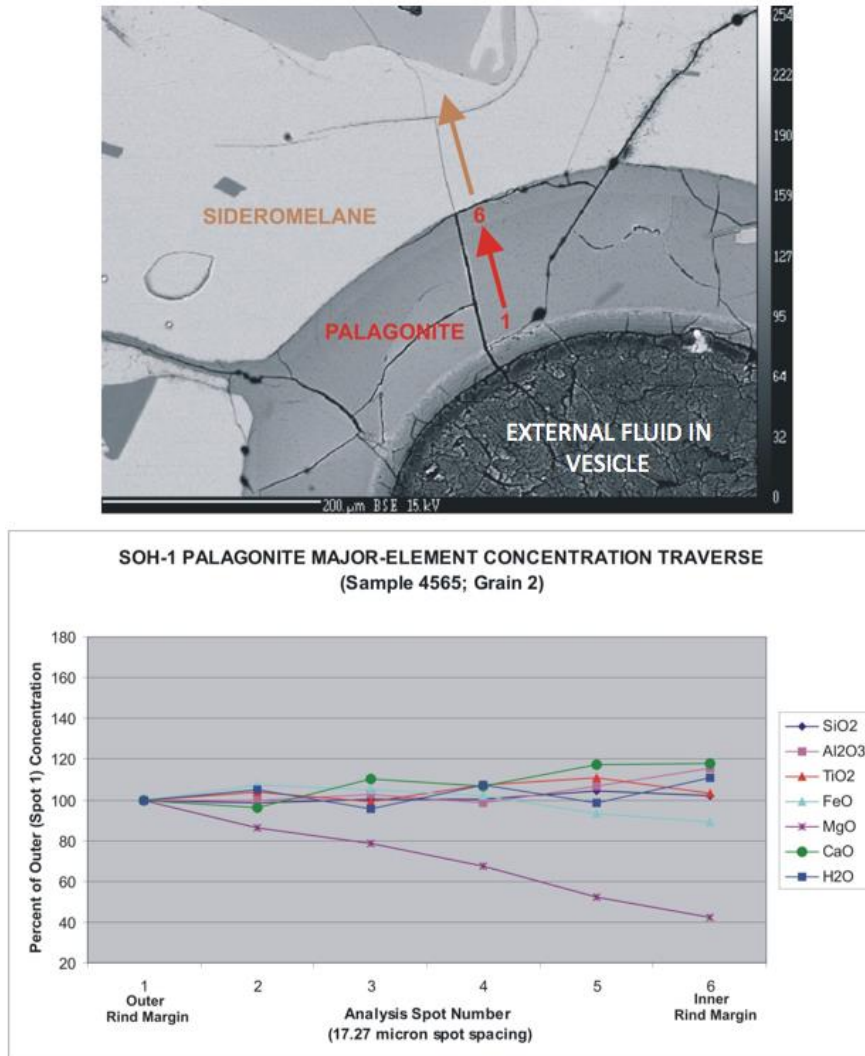 254
222
190
159
127
95
64
32
0
SIDEROMELANE
6
PALAGONITE
1
EXTERNAL FLUID IN
VESICLE
200. µm BSE 15.kV
SOH-1 PALAGONITE MAJOR-ELEMENT CONCENTRATION TRAVERSE
(Sample 4565; Grain 2)
Percent of Outer (Spot 1) Concentration
180
160
140
120
100
80
60
40
20
1 2 3 4 5 6
Outer
Rind Margin
Inner
Rind Margin
Analysis Spot Number
(17.27 micron spot spacing)
SiO2
Al2O3
TiO2
FeO
MgO
CaO
H2O